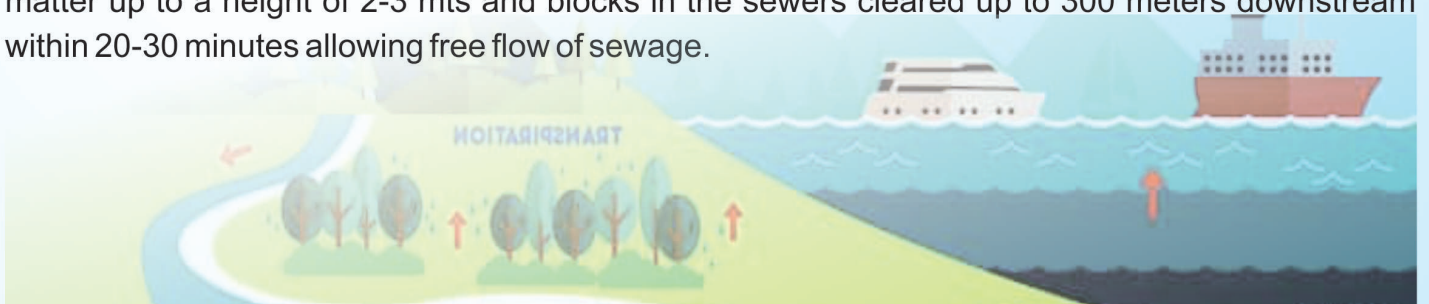 matter up to a height of 2-3 mts and blocks in the sewers cleared up to 300 meters downstream
within 20-30 minutes allowing free flow of sewage.
TRANSPIRATION